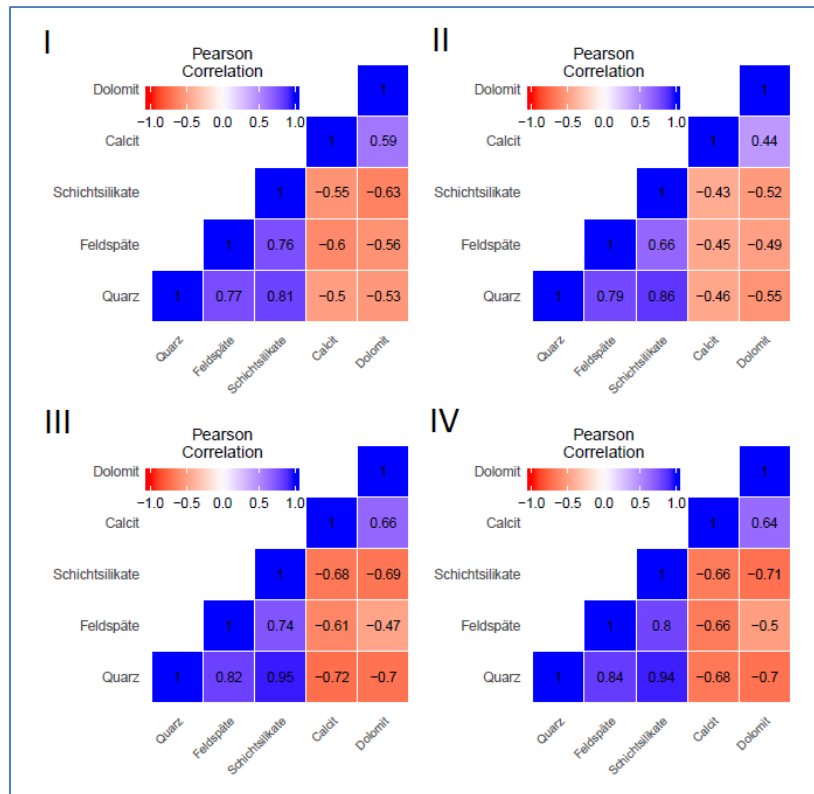 I
Pearson
Correlation
−1.0 −0.5 0.0 0.5 1.0
Dolomit 1
Calcit 1 0.59
Schichtsilikate 1 −0.55 −0.63
Feldspäte 1 0.76 −0.6 −0.56
Quarz 1 0.77 0.81 −0.5 −0.53
Quarz Feldspäte Schichtsilikate Calcit Dolomit
II
Pearson
Correlation
−1.0 −0.5 0.0 0.5 1.0
Dolomit 1
Calcit 1 0.44
Schichtsilikate 1 −0.43 −0.52
Feldspäte 1 0.66 −0.45 −0.49
Quarz 1 0.79 0.86 −0.46 −0.55
Quarz Feldspäte Schichtsilikate Calcit Dolomit
III
Pearson
Correlation
−1.0 −0.5 0.0 0.5 1.0
Dolomit 1
Calcit 1 0.66
Schichtsilikate 1 −0.68 −0.69
Feldspäte 1 0.74 −0.61 −0.47
Quarz 1 0.82 0.95 −0.72 −0.7
Quarz Feldspäte Schichtsilikate Calcit Dolomit
IV
Pearson
Correlation
−1.0 −0.5 0.0 0.5 1.0
Dolomit 1
Calcit 1 0.64
Schichtsilikate 1 −0.66 −0.71
Feldspäte 1 0.8 −0.66 −0.5
Quarz 1 0.84 0.94 −0.68 −0.7
Quarz Feldspäte Schichtsilikate Calcit Dolomit